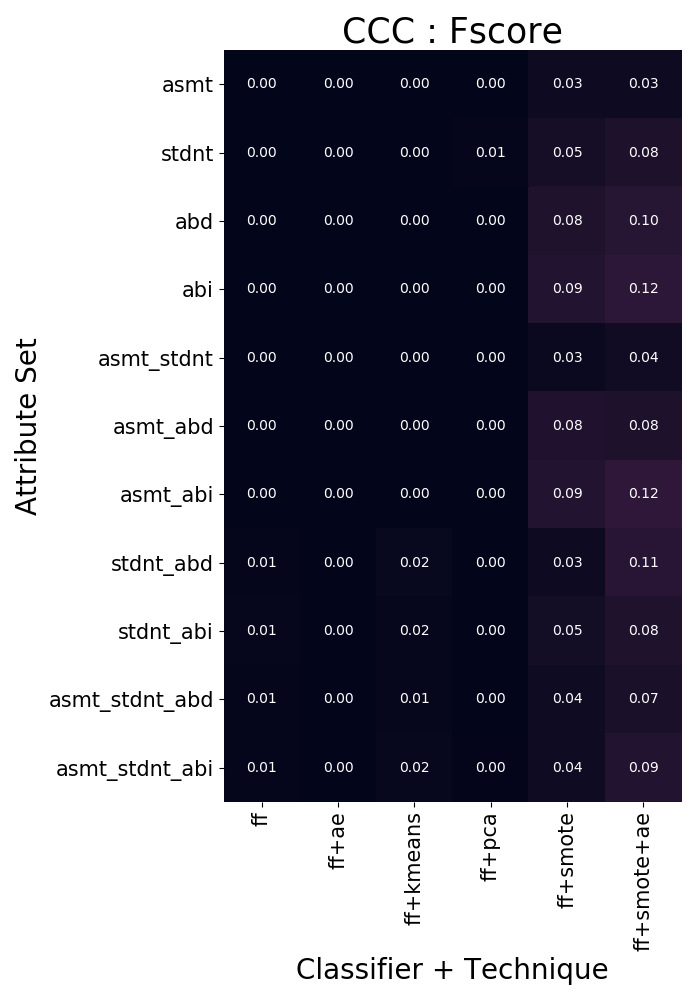 CCC : Fscore
Attribute Set
asmt 0.00 0.00 0.00 0.00 0.03 0.03
stdnt 0.00 0.00 0.00 0.01 0.05 0.08
abd 0.00 0.00 0.00 0.00 0.08 0.10
abi 0.00 0.00 0.00 0.00 0.09 0.12
asmt_stdnt 0.00 0.00 0.00 0.00 0.03 0.04
asmt_abd 0.00 0.00 0.00 0.00 0.08 0.08
asmt_abi 0.00 0.00 0.00 0.00 0.09 0.12
stdnt_abd 0.01 0.00 0.02 0.00 0.03 0.11
stdnt_abi 0.01 0.00 0.02 0.00 0.05 0.08
asmt_stdnt_abd 0.01 0.00 0.01 0.00 0.04 0.07
asmt_stdnt_abi 0.01 0.00 0.02 0.00 0.04 0.09
ff ff+ae ff+kmeans ff+pca ff+smote ff+smote+ae
Classifier + Technique